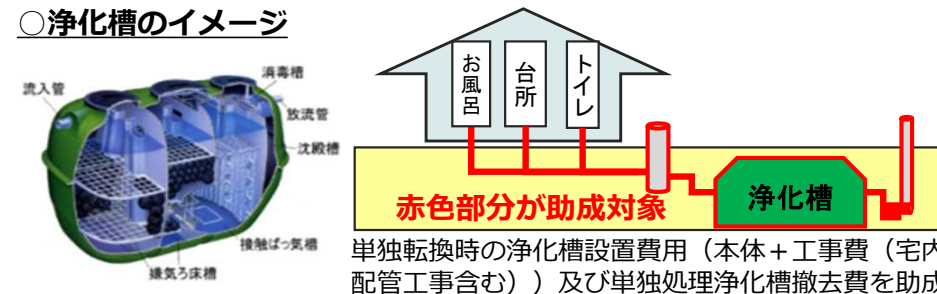 ○浄化槽のイメージ
消毒槽
流入管
放流管
沈殿槽
接触ばっ気槽
嫌気ろ床槽
お風呂
台所
トイレ
赤色部分が助成対象
浄化槽
単独転換時の浄化槽設置費用（本体＋工事費（宅内
配管工事含む））及び単独処理浄化槽撤去費を助成